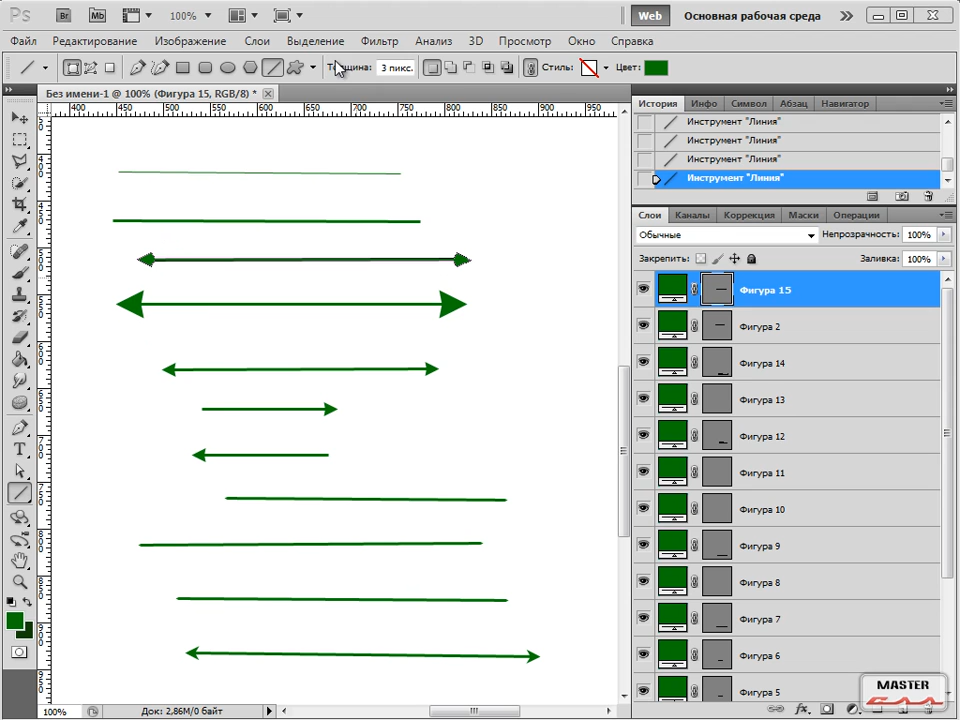 Ps Br Mb 100% Web Основная рабочая среда
Файл Редактирование Изображение Слои Выделение Фильтр Анализ 3D Просмотр Окно Справка
3 пикс. Стиль: Цвет:
Без имени-1 @ 100% (Фигура 15, RGB/8) *
История Инфо Символ Абзац Навигатор
400 450 500 550 600 650 700 750 800 850 900 950
Инструмент "Линия"
Инструмент "Линия"
Инструмент "Линия"
Инструмент "Линия"
Слои Каналы Коррекция Маски Операции
Обычные Непрозрачность: 100%
Закрепить: Заливка: 100%
Фигура 15
Фигура 2
Фигура 14
Фигура 13
Фигура 12
Фигура 11
Фигура 10
Фигура 9
Фигура 8
Фигура 7
Фигура 6
Фигура 5
MASTER
100% Док: 2,86M/0 байт